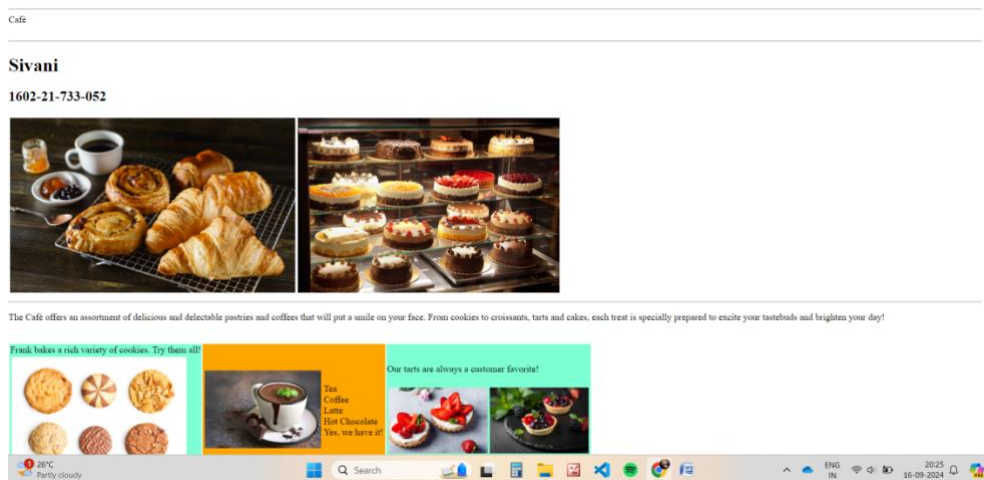 Café
Sivani
1602-21-733-052
The Café offers an assortment of delicious and delectable pastries and coffees that will put a smile on your face. From cookies to croissants, tarts and cakes, each treat is specially prepared to excite your tastebuds and brighten your day!
Frank bakes a rich variety of cookies. Try them all!
Tea
Coffee
Latte
Hot Chocolate
Yes, we have it!
Our tarts are always a customer favorite!
1
26°C
Partly cloudy
Search
ENG
IN
20:25
16-09-2024